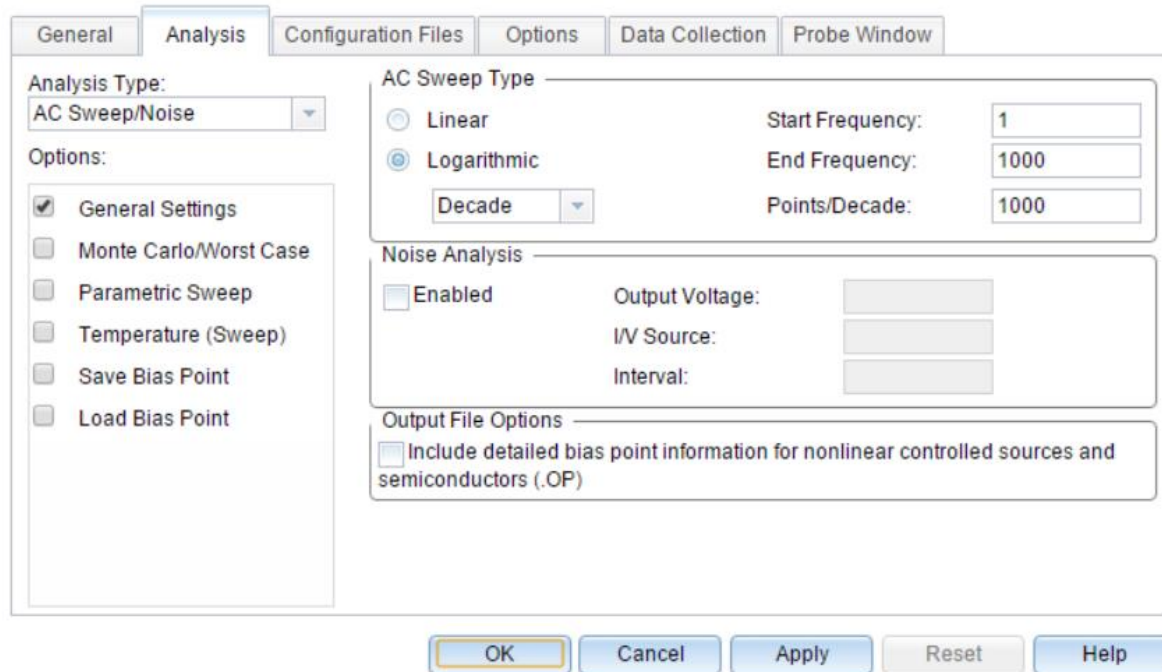 General Analysis Configuration Files Options Data Collection Probe Window
Analysis Type:
AC Sweep/Noise
Options:
General Settings
Monte Carlo/Worst Case
Parametric Sweep
Temperature (Sweep)
Save Bias Point
Load Bias Point
AC Sweep Type
Linear
Logarithmic
Decade
Start Frequency: 1
End Frequency: 1000
Points/Decade: 1000
Noise Analysis
Enabled
Output Voltage:
I/V Source:
Interval:
Output File Options
Include detailed bias point information for nonlinear controlled sources and
semiconductors (.OP)
OK Cancel Apply Reset Help